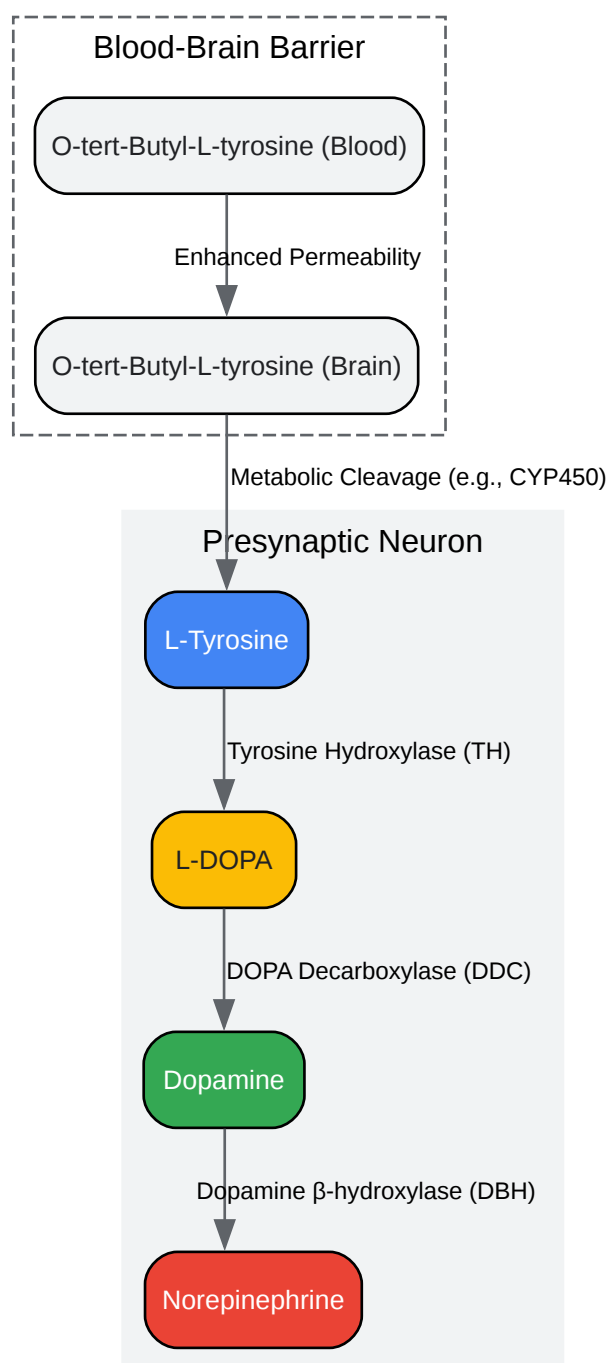 Blood-Brain Barrier
O-tert-Butyl-L-tyrosine (Blood)
Enhanced Permeability
O-tert-Butyl-L-tyrosine (Brain)
Metabolic Cleavage (e.g., CYP450)
Presynaptic Neuron
L-Tyrosine
Tyrosine Hydroxylase (TH)
L-DOPA
DOPA Decarboxylase (DDC)
Dopamine
Dopamine β-hydroxylase (DBH)
Norepinephrine